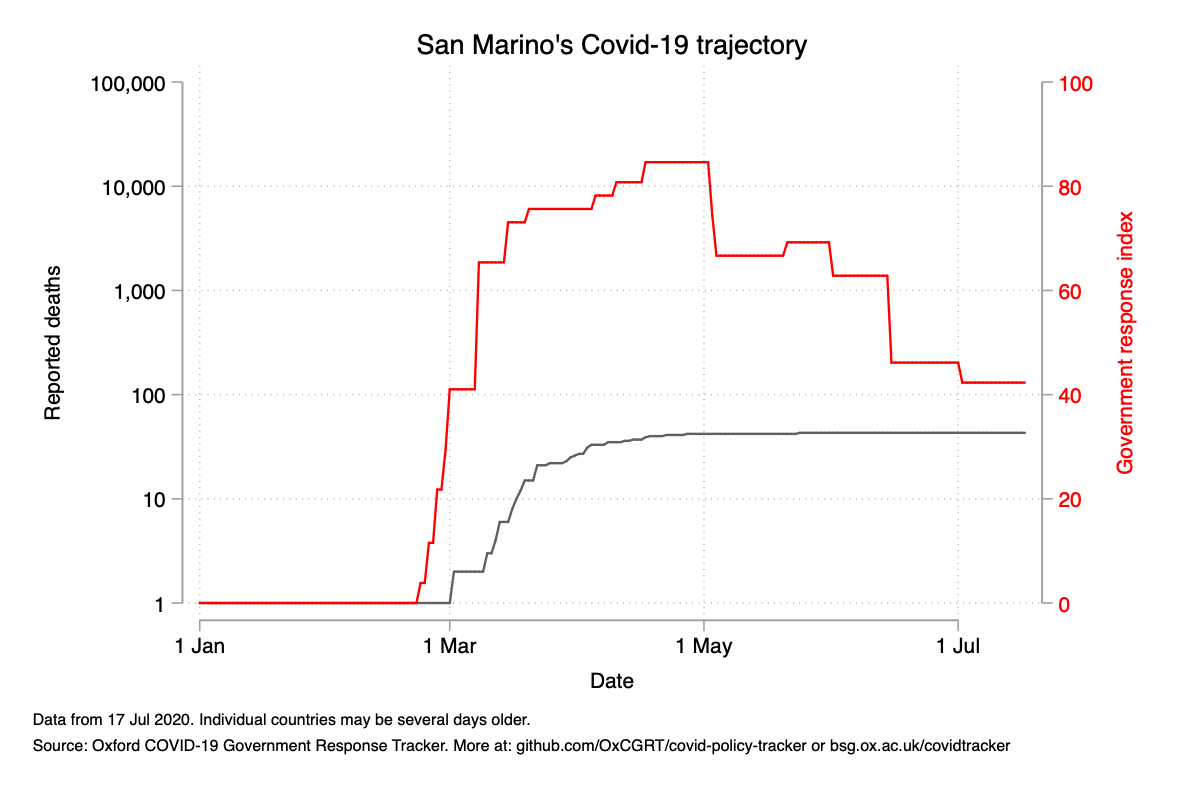 San Marino's Covid-19 trajectory
100,000
10,000
1,000
100
10
1
Reported deaths
100
80
60
40
20
0
Government response index
1 Jan
1 Mar
1 May
1 Jul
Date
Data from 17 Jul 2020. Individual countries may be several days older.
Source: Oxford COVID-19 Government Response Tracker. More at: github.com/OxCGRT/covid-policy-tracker or bsg.ox.ac.uk/covidtracker